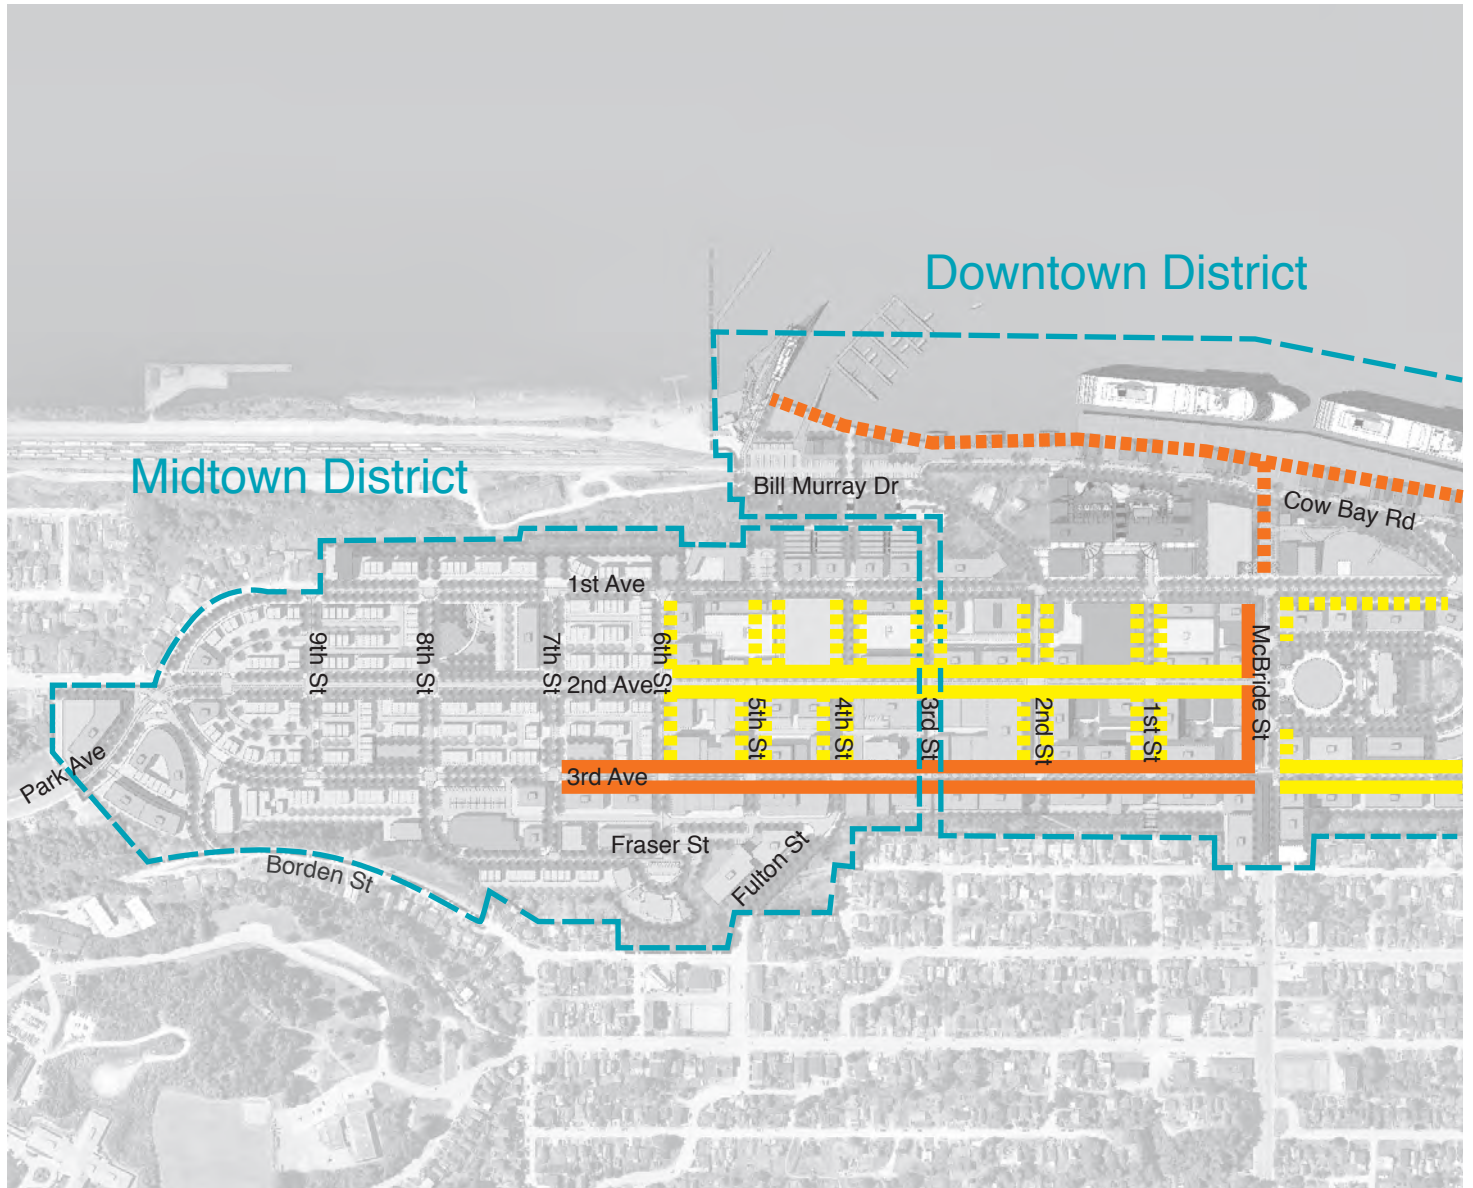 Downtown District
Midtown District
Bill Murray Dr
Cow Bay Rd
1st Ave
9th St
8th St
7th St
6th St
McBride St
2nd Ave
5th St
4th St
3rd St
2nd St
1st St
Park Ave
3rd Ave
Fraser St
Fulton St
Borden St